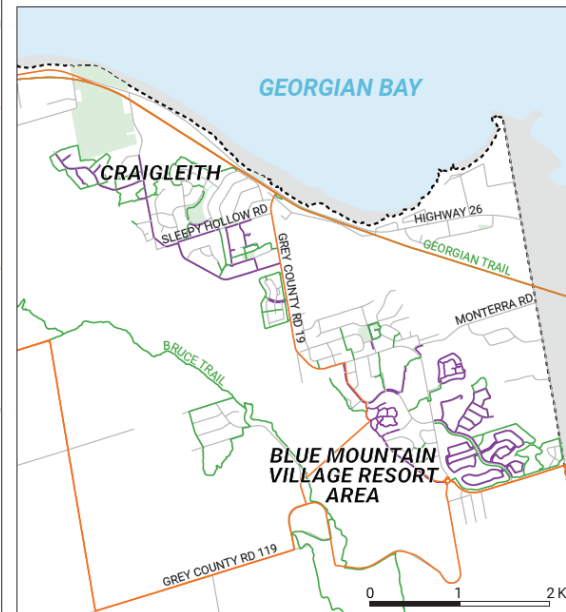 GEORGIAN BAY
CRAIGLEITH
HIGHWAY 26
SLEEPY HOLLOW RD
GEORGIAN TRAIL
GREY COUNTY RD 19
MONTERRA RD
BRUCE TRAIL
BLUE MOUNTAIN
VILLAGE RESORT
AREA
GREY COUNTY RD 119
0 1 2 K